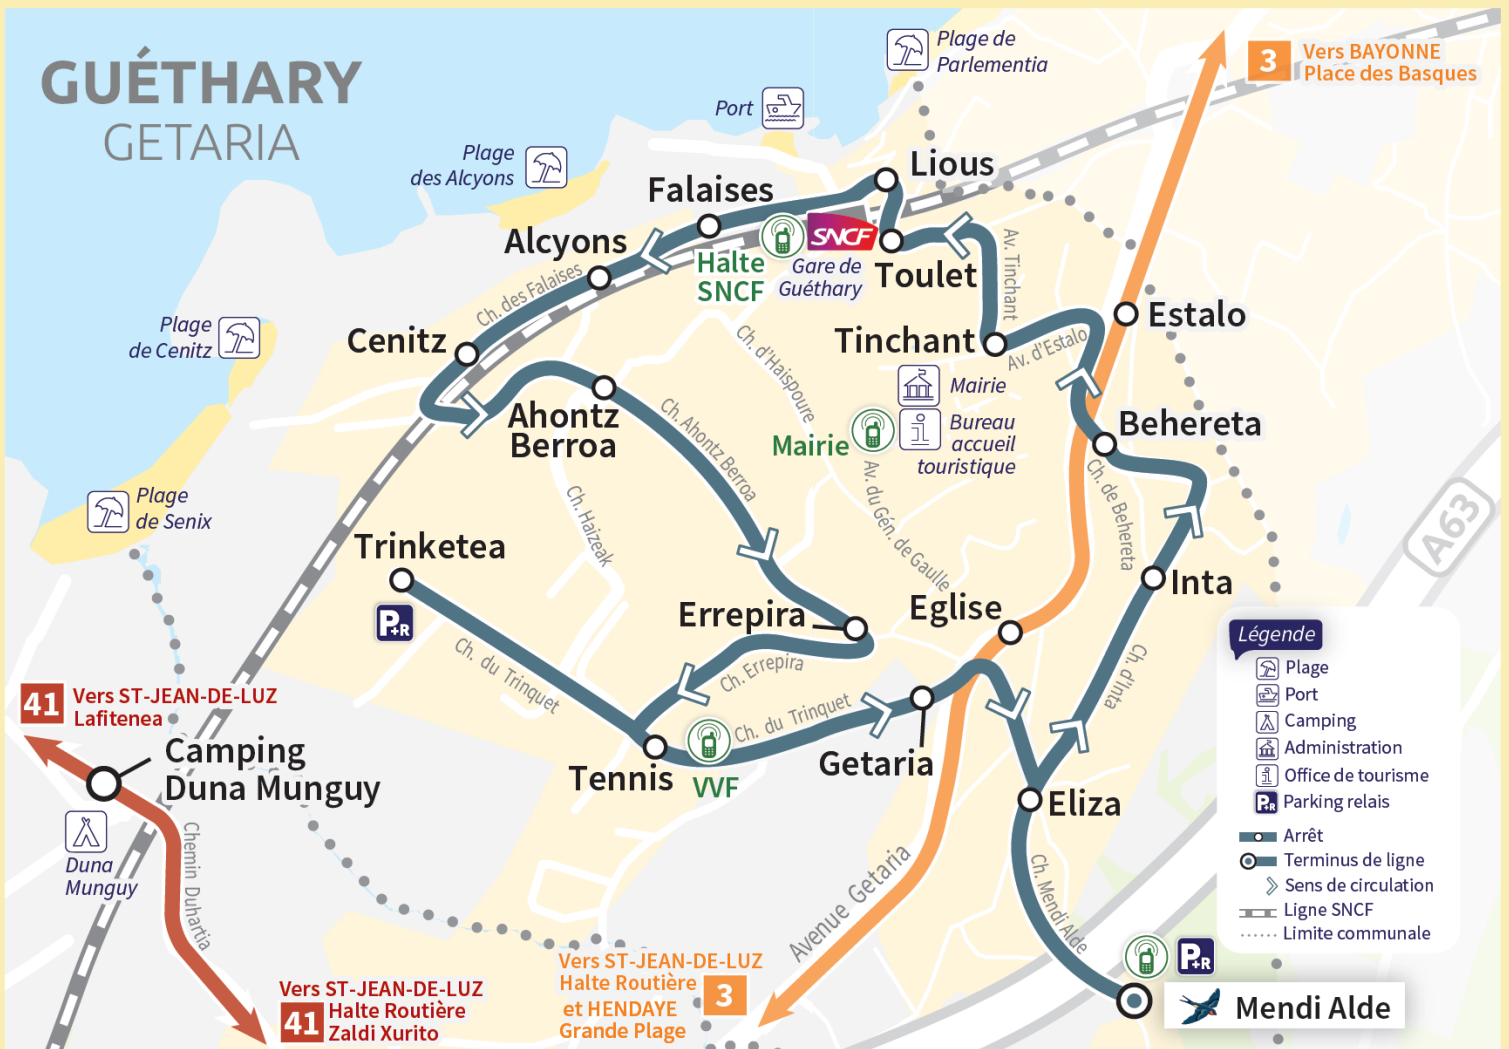 GUÉTHARY
GETARIA
Plage de
Parlementia
3
Vers BAYONNE
Place des Basques
Port
Plage
des Alcyons
Lious
Falaises
Alcyons
SNCF
Halte
SNCF
Gare de
Guéthary
Toulet
Av. Tinchant
Ch. des Falaises
Plage
de Cenitz
Cenitz
Estalo
Tinchant
Av. d'Estalo
Ch. d'Haispoure
Mairie
Ahontz
Berroa
Ch. Ahontz Berroa
Mairie
Bureau
accueil
touristique
Behereta
Ch. de Behereta
Av. du Gén. de Gaulle
Plage
de Senix
Ch. Haizeak
A63
Trinketea
P+R
Inta
Errepira
Eglise
Ch. d'Inta
Ch. Errepira
Ch. du Trinquet
Ch. du Trinquet
Légende
Plage
Port
Camping
Administration
Office de tourisme
P+R
Parking relais
Arrêt
Terminus de ligne
Sens de circulation
Ligne SNCF
Limite communale
41
Vers ST-JEAN-DE-LUZ
Lafitenea
Camping
Duna Munguy
Tennis
VVF
Getaria
Eliza
Duna
Munguy
Chemin Duhartia
Avenue Getaria
Ch. Mendi Alde
Vers ST-JEAN-DE-LUZ
41
Halte Routière
Zaldi Xurito
Vers ST-JEAN-DE-LUZ
Halte Routière
et HENDAYE
Grande Plage
3
P+R
Mendi Alde